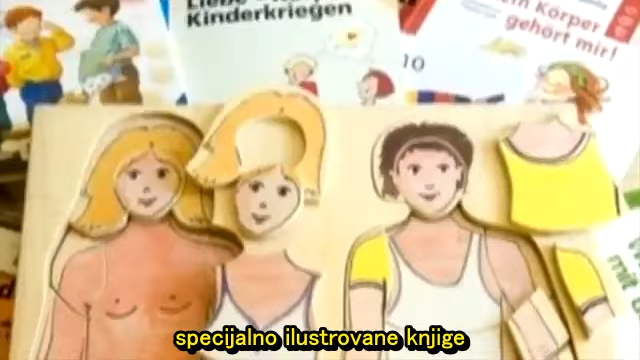 Kinderkriegen
Körper
gehört mir!
10
specijalno ilustrovane knjige